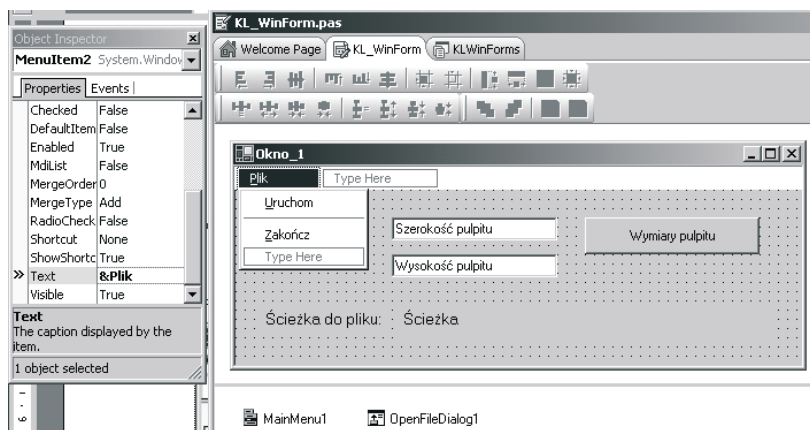 KL_WinForm.pas
Object Inspector
MenuItem2 System.Window
Properties Events
Checked False
DefaultItem False
Enabled True
MdiList False
MergeOrder 0
MergeType Add
RadioCheck False
Shortcut None
ShowShortc True
Text &Plik
Visible True
Text
The caption displayed by the
item.
1 object selected
Welcome Page KL_WinForm KLWinForms
Okno_1
Plik Type Here
Uruchom
Zakończ
Type Here
Szerokość pulpitu
Wysokość pulpitu
Wymiary pulpitu
Ścieżka do pliku: Ścieżka
MainMenu1 OpenFileDialog1